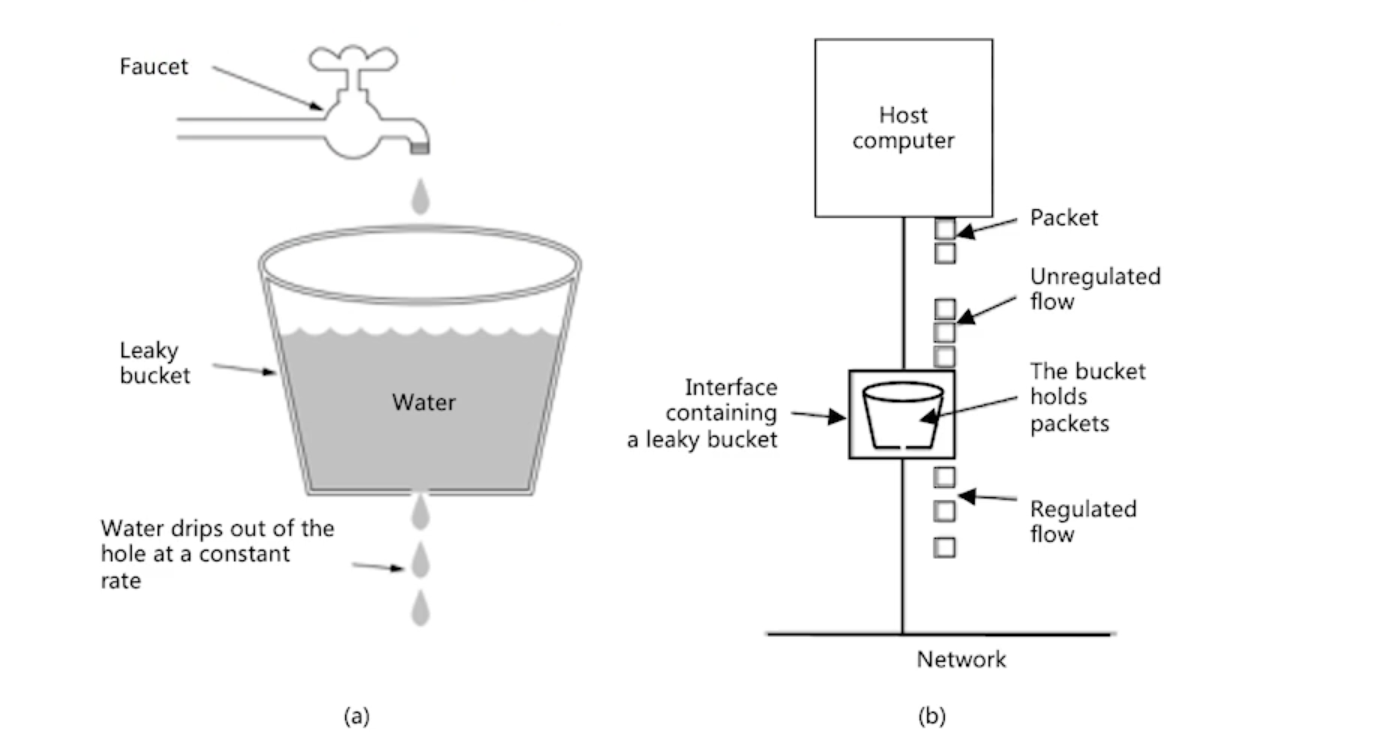 Faucet
Leaky
bucket
Water
Water drips out of the
hole at a constant
rate
(a)
Host
computer
Packet
Unregulated
flow
The bucket
holds
packets
Interface
containing
a leaky bucket
Regulated
flow
Network
(b)